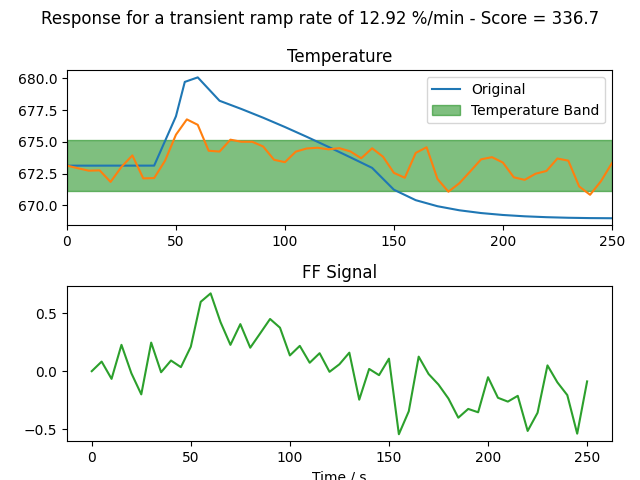 Response for a transient ramp rate of 12.92 %/min - Score = 336.7
Temperature
680.0
677.5
675.0
672.5
670.0
Original
Temperature Band
0 50 100 150 200 250
FF Signal
0.5
0.0
−0.5
0 50 100 150 200 250
Time / s